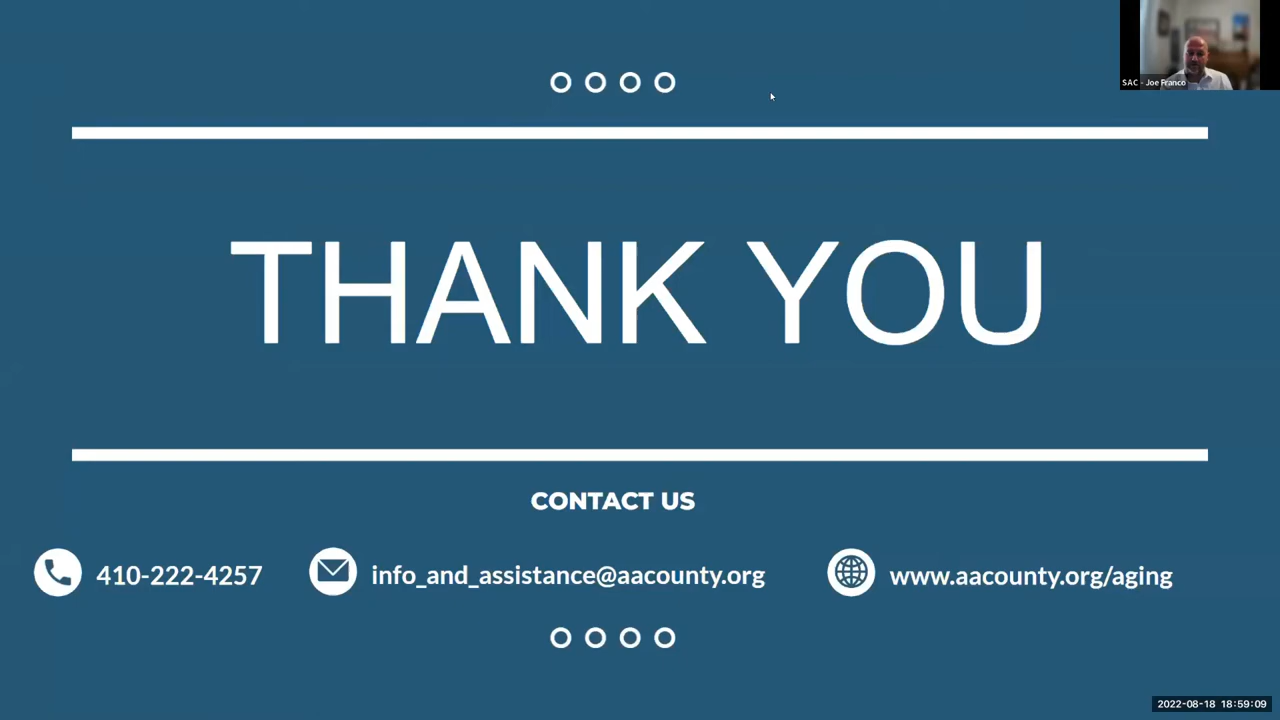 SAC - Joe Franco
THANK YOU
CONTACT US
410-222-4257
info_and_assistance@aacounty.org
www.aacounty.org/aging
2022-08-18 18:59:09